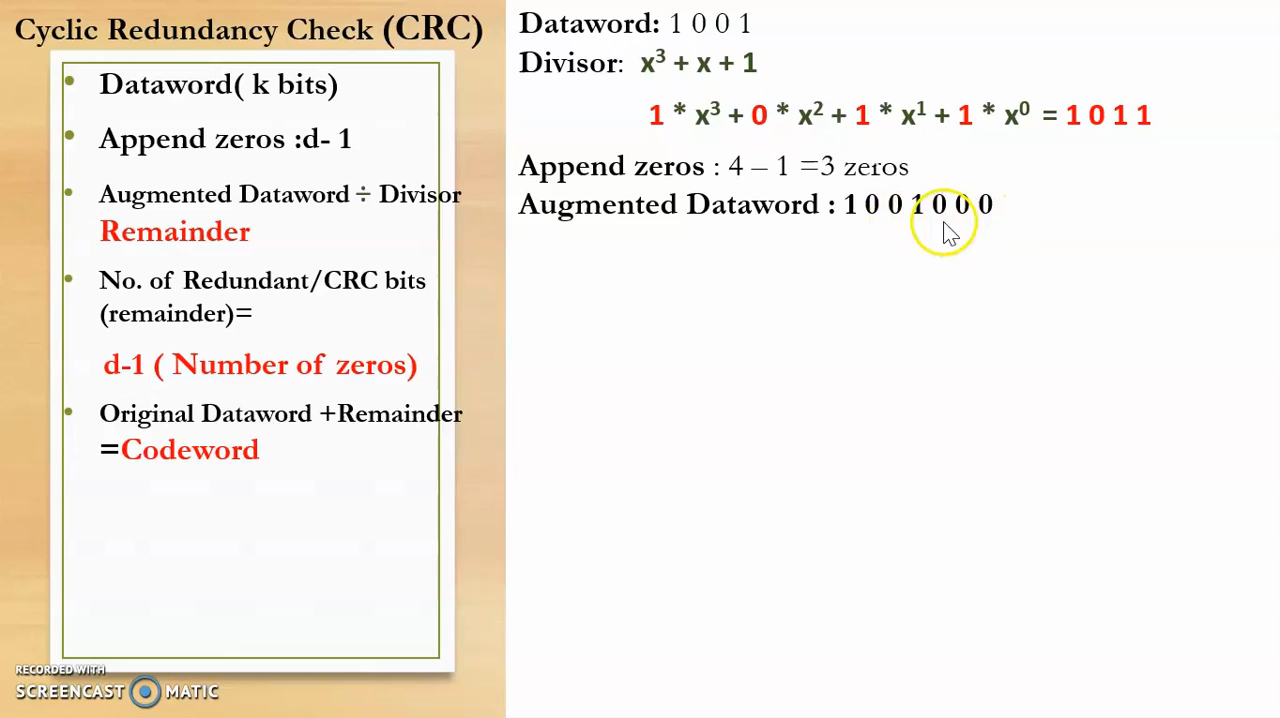 Cyclic Redundancy Check (CRC)
• Dataword( k bits)
• Append zeros :d- 1
• Augmented Dataword ÷ Divisor
Remainder
• No. of Redundant/CRC bits
(remainder)=
d-1 ( Number of zeros)
• Original Dataword +Remainder
=Codeword
RECORDED WITH
SCREENCAST MATIC
Dataword: 1 0 0 1
Divisor: x³ + x + 1
1 * x³ + 0 * x² + 1 * x¹ + 1 * x⁰ = 1 0 1 1
Append zeros : 4 – 1 =3 zeros
Augmented Dataword : 1 0 0 1 0 0 0